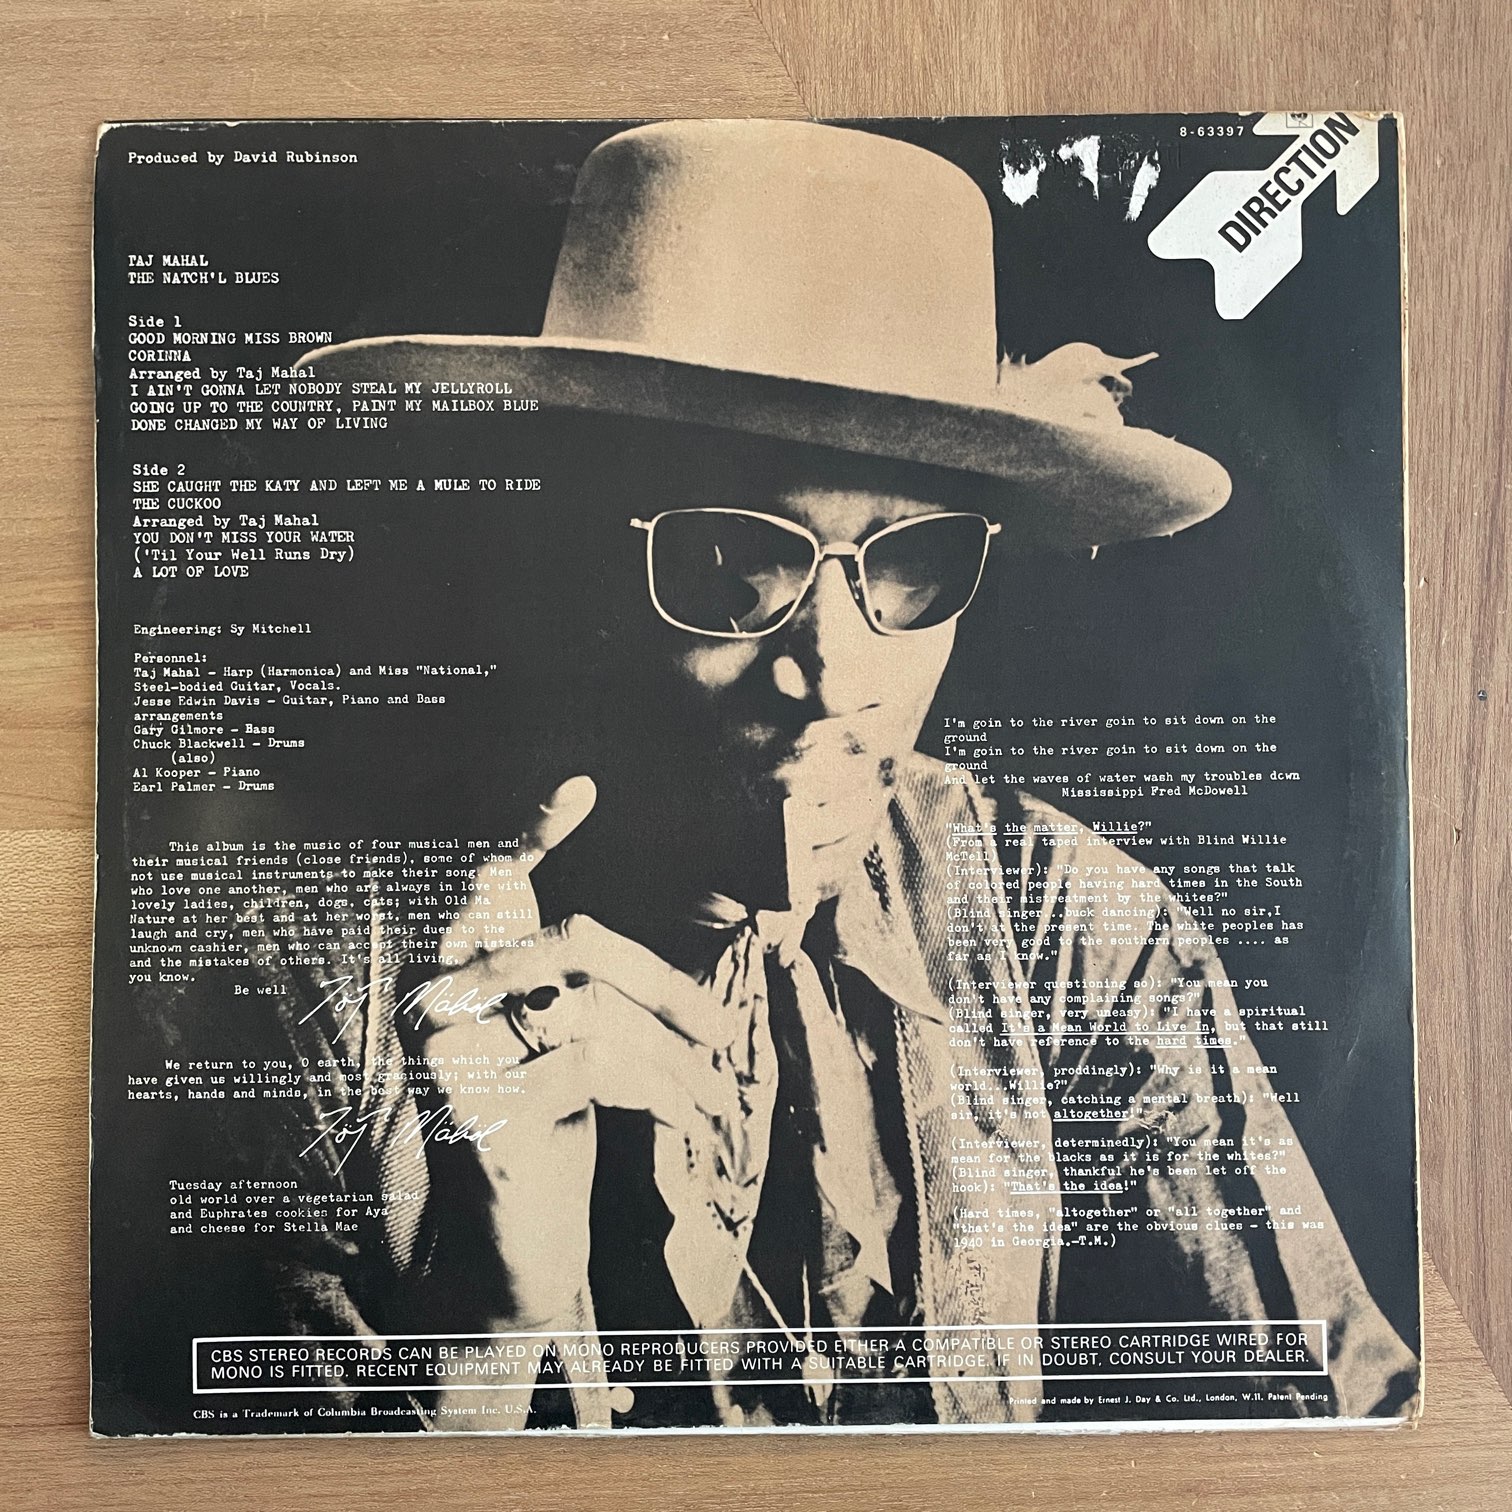 Produced by David Rubinson
8-63397
DIRECTION
TAJ MAHAL
THE NATCH'L BLUES
Side 1
GOOD MORNING MISS BROWN
CORINNA
Arranged by Taj Mahal
I AIN'T GONNA LET NOBODY STEAL MY JELLYROLL
GOING UP TO THE COUNTRY, PAINT MY MAILBOX BLUE
DONE CHANGED MY WAY OF LIVING
Side 2
SHE CAUGHT THE KATY AND LEFT ME A MULE TO RIDE
THE CUCKOO
Arranged by Taj Mahal
YOU DON'T MISS YOUR WATER
('Til Your Well Runs Dry)
A LOT OF LOVE
Engineering: Sy Mitchell
Personnel:
Taj Mahal – Harp (Harmonica) and Miss "National,"
Steel-bodied Guitar, Vocals.
Jesse Edwin Davis – Guitar, Piano and Bass
arrangements
Gary Gilmore – Bass
Chuck Blackwell – Drums
(also)
Al Kooper – Piano
Earl Palmer – Drums
This album is the music of four musical men and
their musical friends (close friends), some of whom do
not use musical instruments to make their song. Men
who love one another, men who are always in love with
lovely ladies, children, dogs, cats; with Old Ma
Nature at her best and at her worst, men who can still
laugh and cry, men who have paid their dues to the
unknown cashier, men who can accept their own mistakes
and the mistakes of others. It's all living,
you know.
Be well
Taj Mahal
We return to you, O earth, the things which you
have given us willingly and most graciously; with our
hearts, hands and minds, in the best way we know how.
Taj Mahal
Tuesday afternoon
old world over a vegetarian salad
and Euphrates cookies for Aya
and cheese for Stella Mae
I'm goin to the river goin to sit down on the
ground
I'm goin to the river goin to sit down on the
ground
And let the waves of water wash my troubles down
Mississippi Fred McDowell
"What's the matter, Willie?"
(From a real taped interview with Blind Willie
McTell)
(Interviewer): "Do you have any songs that talk
of colored people having hard times in the South
and their mistreatment by the whites?"
(Blind singer...buck dancing): "Well no sir,I
don't at the present time. The white peoples has
been very good to the southern peoples .... as
far as I know."
(Interviewer questioning so): "You mean you
don't have any complaining songs?"
(Blind singer, very uneasy): "I have a spiritual
called It's a Mean World to Live In, but that still
don't have reference to the hard times."
(Interviewer, proddingly): "Why is it a mean
world...Willie?"
(Blind singer, catching a mental breath): "Well
sir, it's not altogether!"
(Interviewer, determinedly): "You mean it's as
mean for the blacks as it is for the whites?"
(Blind singer, thankful he's been let off the
hook): "That's the idea!"
(Hard times, "altogether" or "all together" and
"that's the idea" are the obvious clues – this was
1940 in Georgia.–T.M.)
CBS STEREO RECORDS CAN BE PLAYED ON MONO REPRODUCERS PROVIDED EITHER A COMPATIBLE OR STEREO CARTRIDGE WIRED FOR
MONO IS FITTED. RECENT EQUIPMENT MAY ALREADY BE FITTED WITH A SUITABLE CARTRIDGE. IF IN DOUBT, CONSULT YOUR DEALER.
CBS is a Trademark of Columbia Broadcasting System Inc. U.S.A.
Printed and made by Ernest J. Day & Co. Ltd., London, W.11. Patent Pending